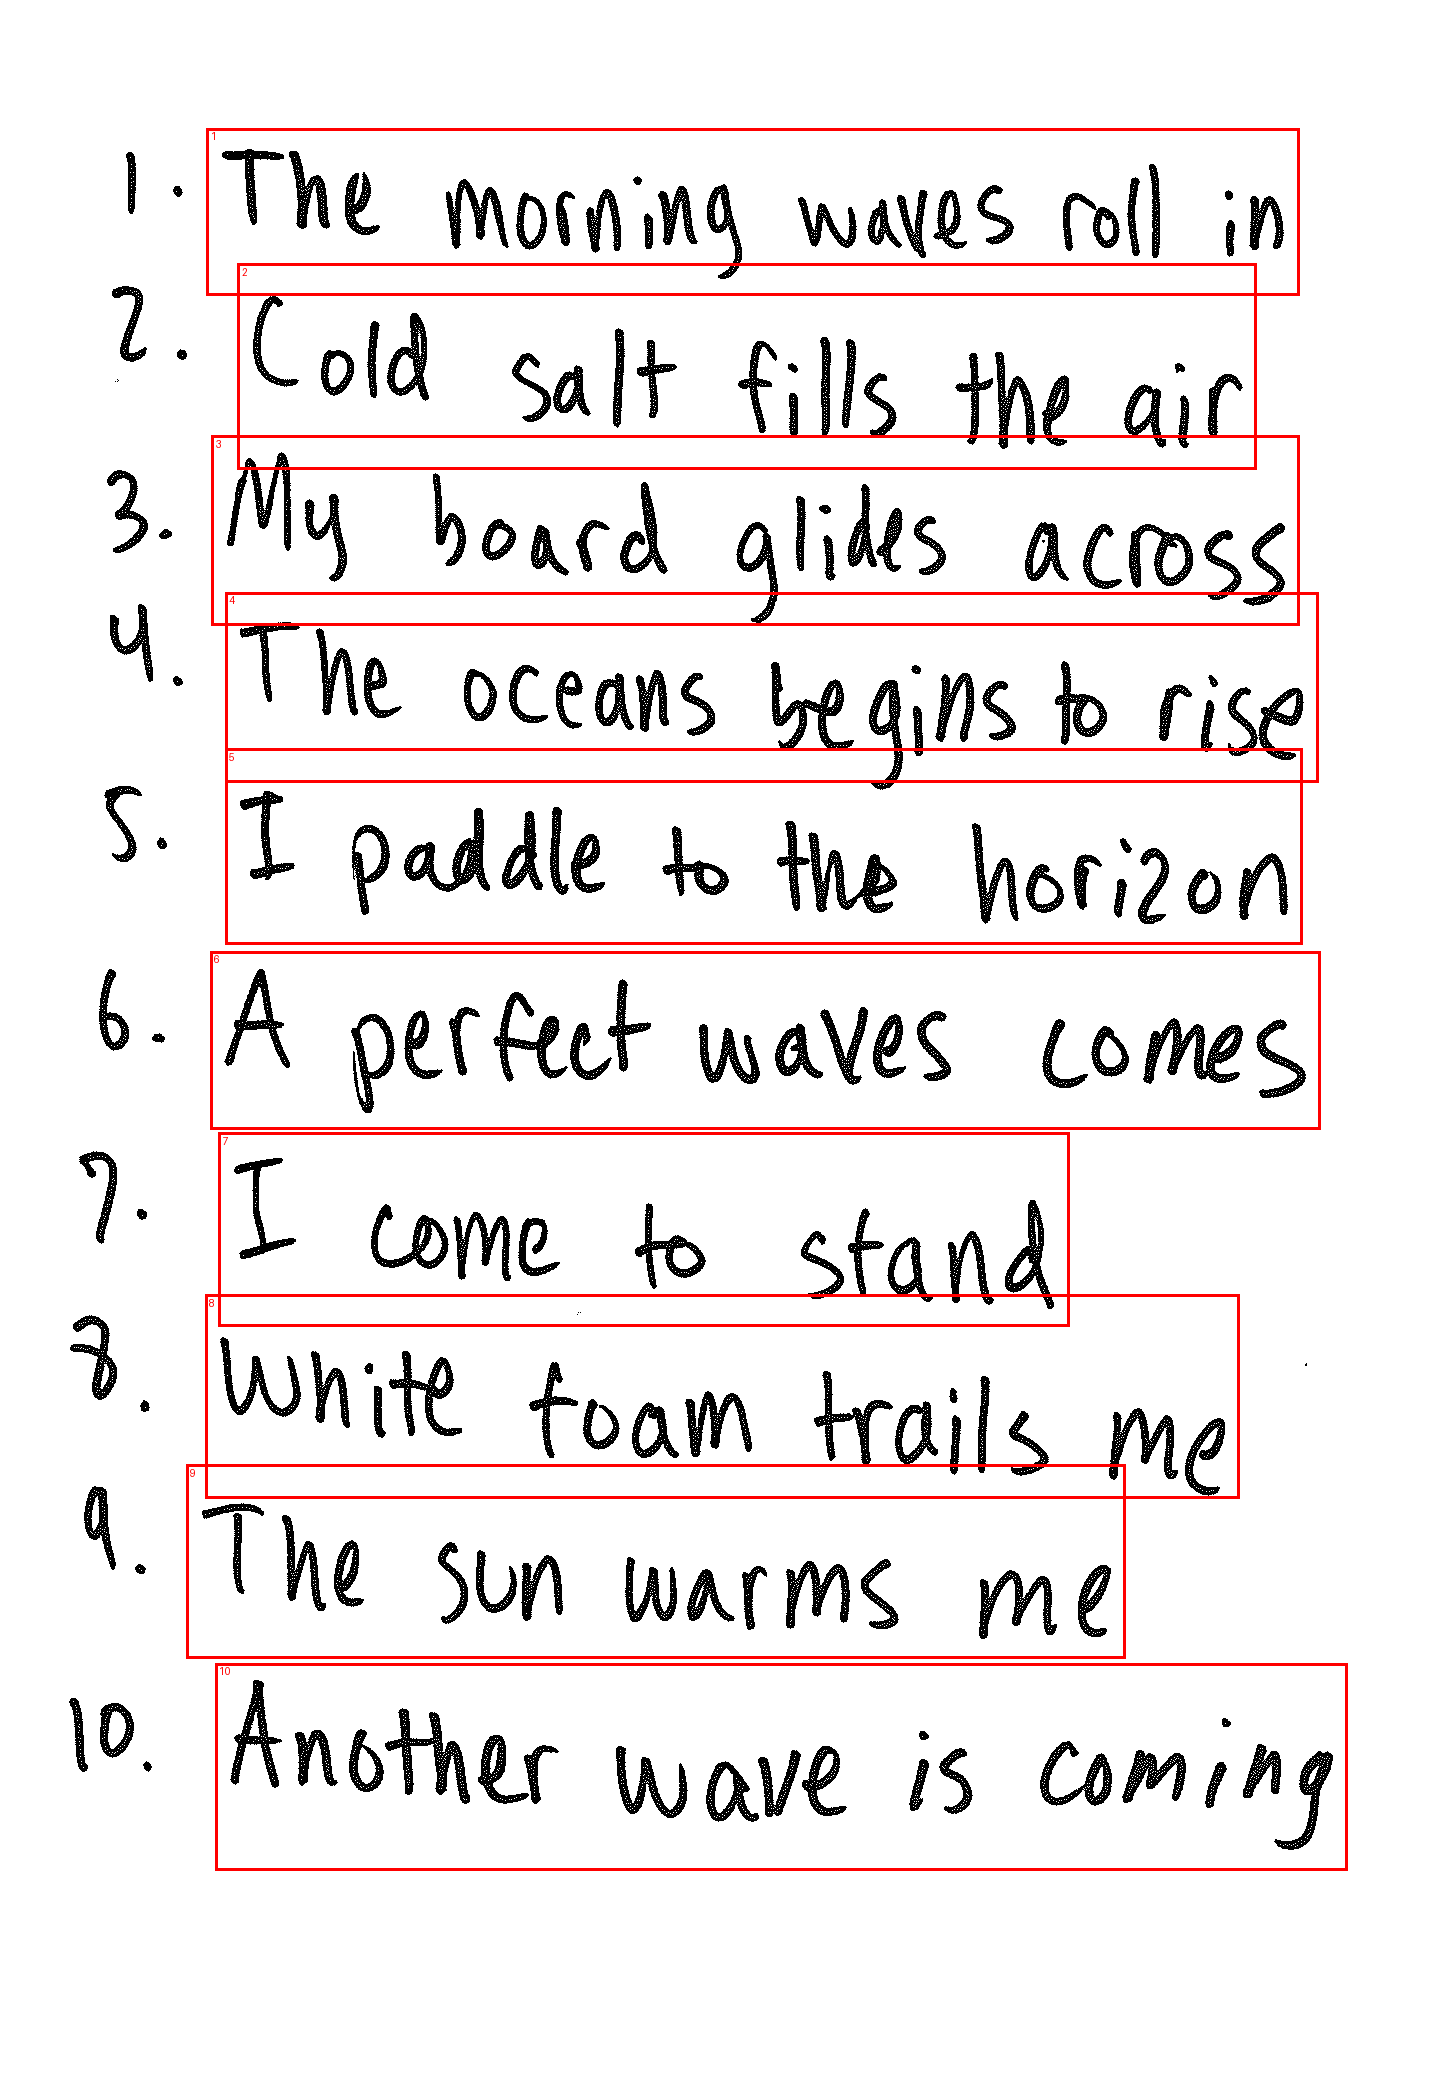 1. The morning waves roll in
2. Cold salt fills the air
3. My board glides across
4. The oceans begins to rise
5. I paddle to the horizon
6. A perfect waves comes
7. I come to stand
8. White foam trails me
9. The sun warms me
10. Another wave is coming